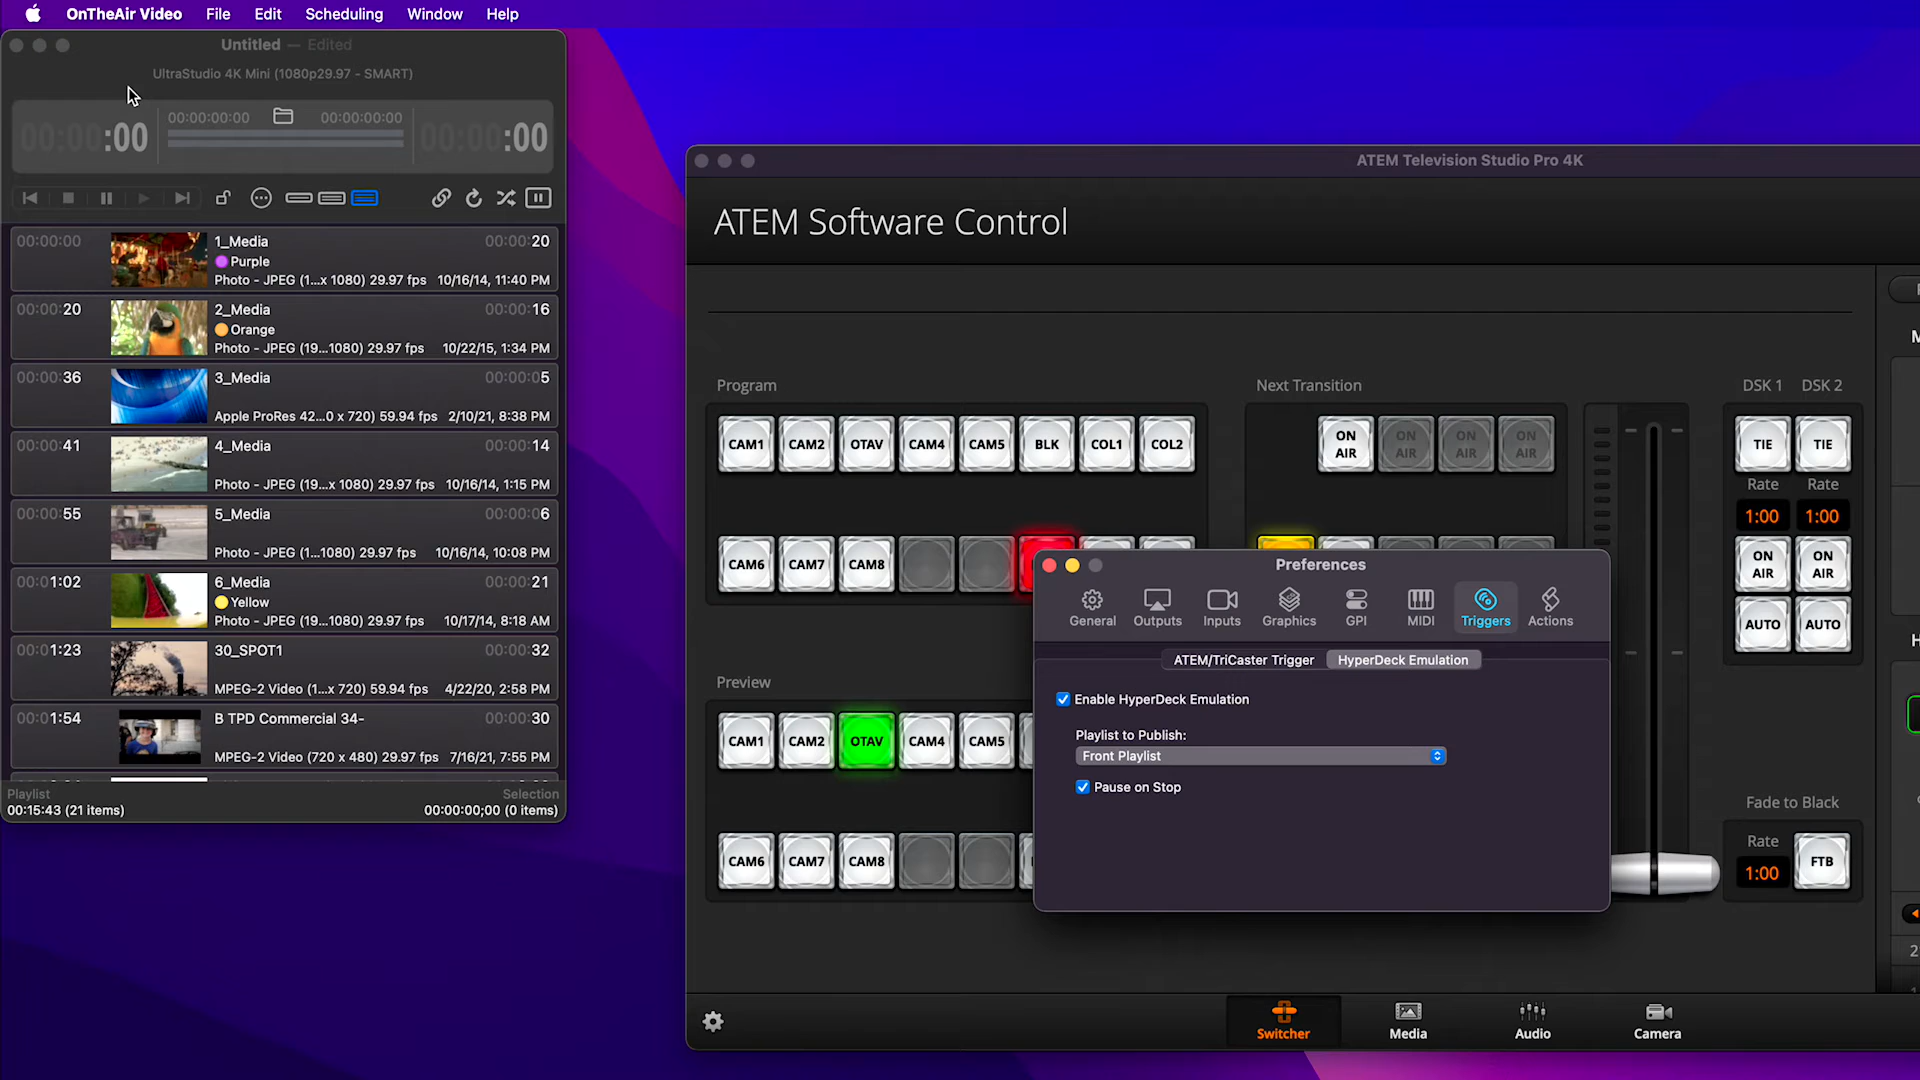 OnTheAir Video File Edit Scheduling Window Help
Untitled — Edited
UltraStudio 4K Mini (1080p29.97 - SMART)
00:00:00 00:00:00:00 00:00:00:00 00:00:00
00:00:00 1_Media 00:00:20
Purple
Photo - JPEG (1...x 1080) 29.97 fps 10/16/14, 11:40 PM
00:00:20 2_Media 00:00:16
Orange
Photo - JPEG (19...1080) 29.97 fps 10/22/15, 1:34 PM
00:00:36 3_Media 00:00:05
Apple ProRes 42...0 x 720) 59.94 fps 2/10/21, 8:38 PM
00:00:41 4_Media 00:00:14
Photo - JPEG (19...x 1080) 29.97 fps 10/16/14, 1:15 PM
00:00:55 5_Media 00:00:06
Photo - JPEG (1...1080) 29.97 fps 10/16/14, 10:08 PM
00:01:02 6_Media 00:00:21
Yellow
Photo - JPEG (19...1080) 29.97 fps 10/17/14, 8:18 AM
00:01:23 30_SPOT1 00:00:32
MPEG-2 Video (1...x 720) 59.94 fps 4/22/20, 2:58 PM
00:01:54 B TPD Commercial 34- 00:00:30
MPEG-2 Video (720 x 480) 29.97 fps 7/16/21, 7:55 PM
Playlist Selection
00:15:43 (21 items) 00:00:00;00 (0 items)
ATEM Television Studio Pro 4K
ATEM Software Control
Program Next Transition DSK 1 DSK 2
CAM1 CAM2 OTAV CAM4 CAM5 BLK COL1 COL2
ON AIR ON AIR ON AIR ON AIR
TIE TIE
Rate Rate
1:00 1:00
CAM6 CAM7 CAM8
ON AIR ON AIR
AUTO AUTO
Preview
CAM1 CAM2 OTAV CAM4 CAM5
Fade to Black
Rate
1:00 FTB
CAM6 CAM7 CAM8
Preferences
General Outputs Inputs Graphics GPI MIDI Triggers Actions
ATEM/TriCaster Trigger HyperDeck Emulation
Enable HyperDeck Emulation
Playlist to Publish:
Front Playlist
Pause on Stop
Switcher Media Audio Camera